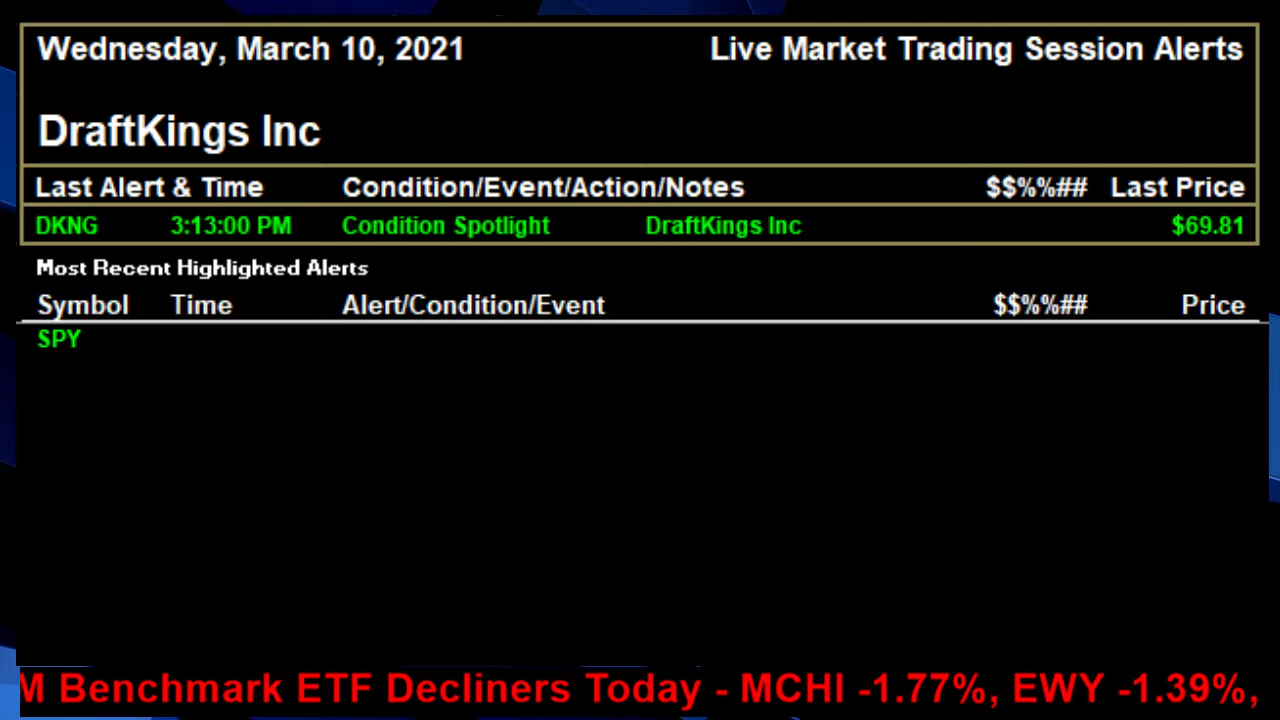 Wednesday, March 10, 2021 Live Market Trading Session Alerts
DraftKings Inc
Last Alert & Time Condition/Event/Action/Notes $$%%## Last Price
DKNG 3:13:00 PM Condition Spotlight DraftKings Inc $69.81
Most Recent Highlighted Alerts
Symbol Time Alert/Condition/Event $$%%## Price
SPY
M Benchmark ETF Decliners Today - MCHI -1.77%, EWY -1.39%,